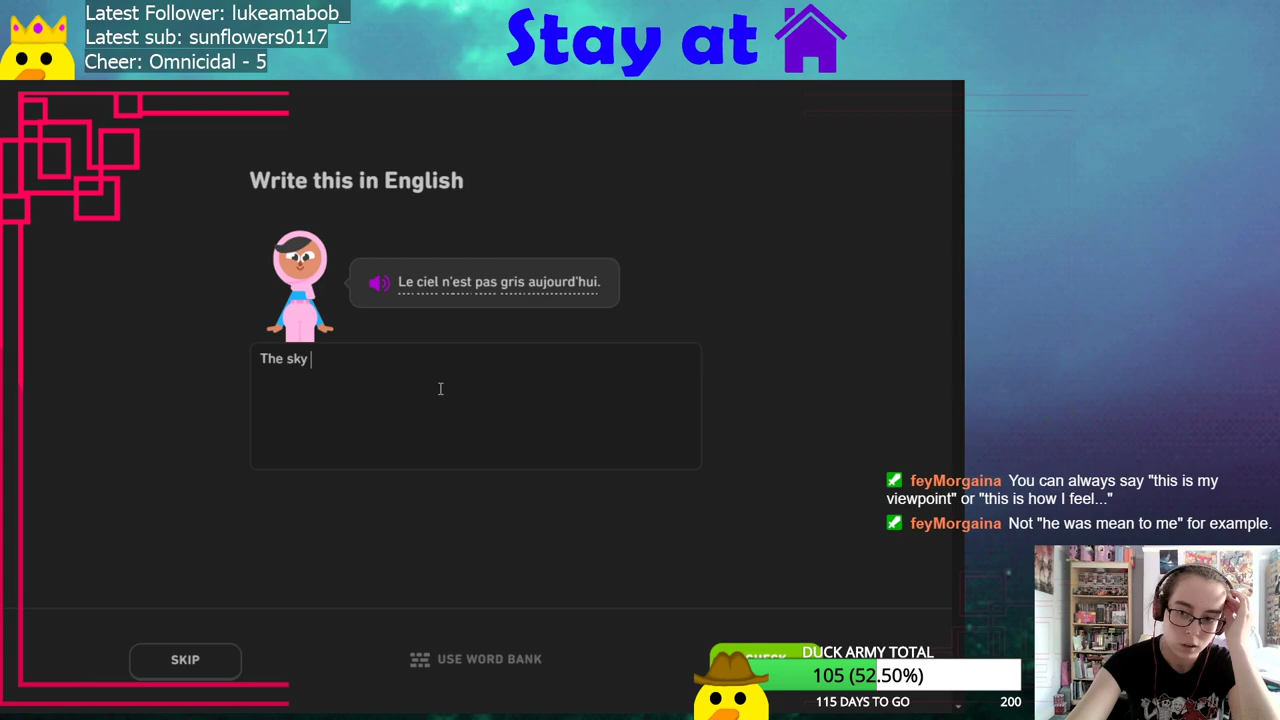 Latest Follower: lukeamabob_
Latest sub: sunflowers0117
Cheer: Omnicidal - 5
Stay at
Write this in English
Le ciel n'est pas gris aujourd'hui.
The sky
feyMorgaina You can always say "this is my
viewpoint" or "this is how I feel..."
feyMorgaina Not "he was mean to me" for example.
SKIP
USE WORD BANK
CHECK
DUCK ARMY TOTAL
105 (52.50%)
115 DAYS TO GO
200